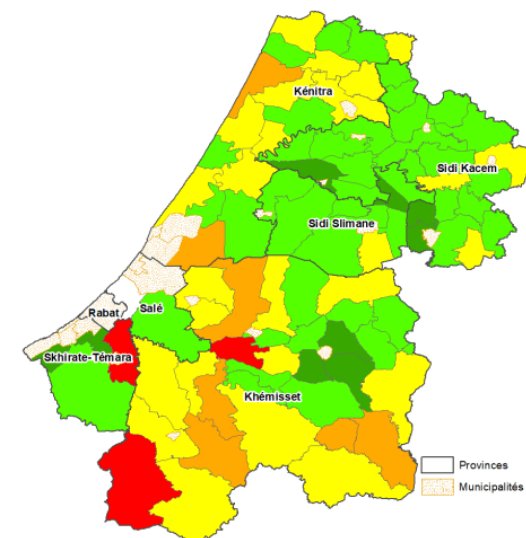 Kénitra
Sidi Kacem
Sidi Slimane
Rabat
Salé
Skhirate-Témara
Khémisset
Provinces
Municipalités